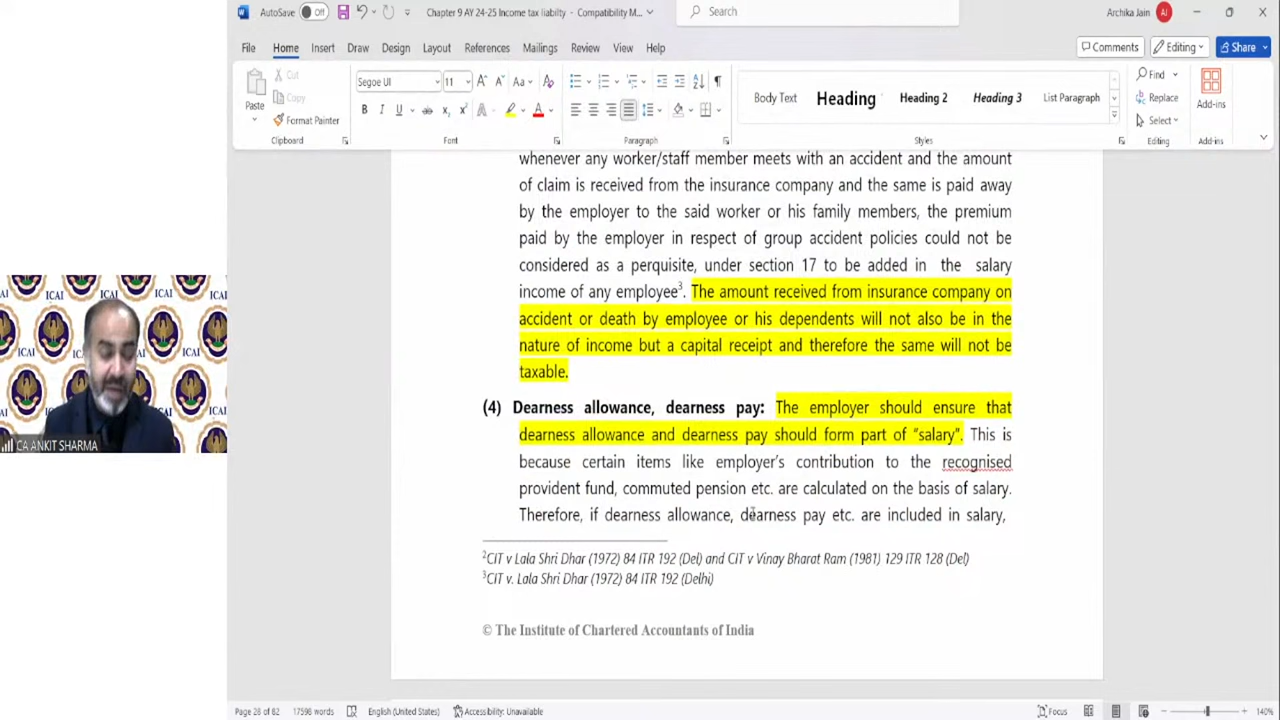 AutoSave
Off
Chapter 9 AY 24-25 Income tax liabilty - Compatibility M...
Search
Archika Jain
AJ
File Home Insert Draw Design Layout References Mailings Review View Help
Comments
Editing
Share
Paste
Cut
Copy
Format Painter
Clipboard
Segoe UI
11
Font
Paragraph
Body Text
Heading
Heading 2
Heading 3
List Paragraph
Styles
Find
Replace
Select
Editing
Add-ins
Add-ins
whenever any worker/staff member meets with an accident and the amount
of claim is received from the insurance company and the same is paid away
by the employer to the said worker or his family members, the premium
paid by the employer in respect of group accident policies could not be
considered as a perquisite, under section 17 to be added in the salary
income of any employee³. The amount received from insurance company on
accident or death by employee or his dependents will not also be in the
nature of income but a capital receipt and therefore the same will not be
taxable.
(4) Dearness allowance, dearness pay: The employer should ensure that
dearness allowance and dearness pay should form part of “salary”. This is
because certain items like employer’s contribution to the recognised
provident fund, commuted pension etc. are calculated on the basis of salary.
Therefore, if dearness allowance, dearness pay etc. are included in salary,
²CIT v Lala Shri Dhar (1972) 84 ITR 192 (Del) and CIT v Vinay Bharat Ram (1981) 129 ITR 128 (Del)
³CIT v. Lala Shri Dhar (1972) 84 ITR 192 (Delhi)
© The Institute of Chartered Accountants of India
ICAI
CA ANKIT SHARMA
Page 28 of 82
17598 words
English (United States)
Accessibility: Unavailable
Focus
140%